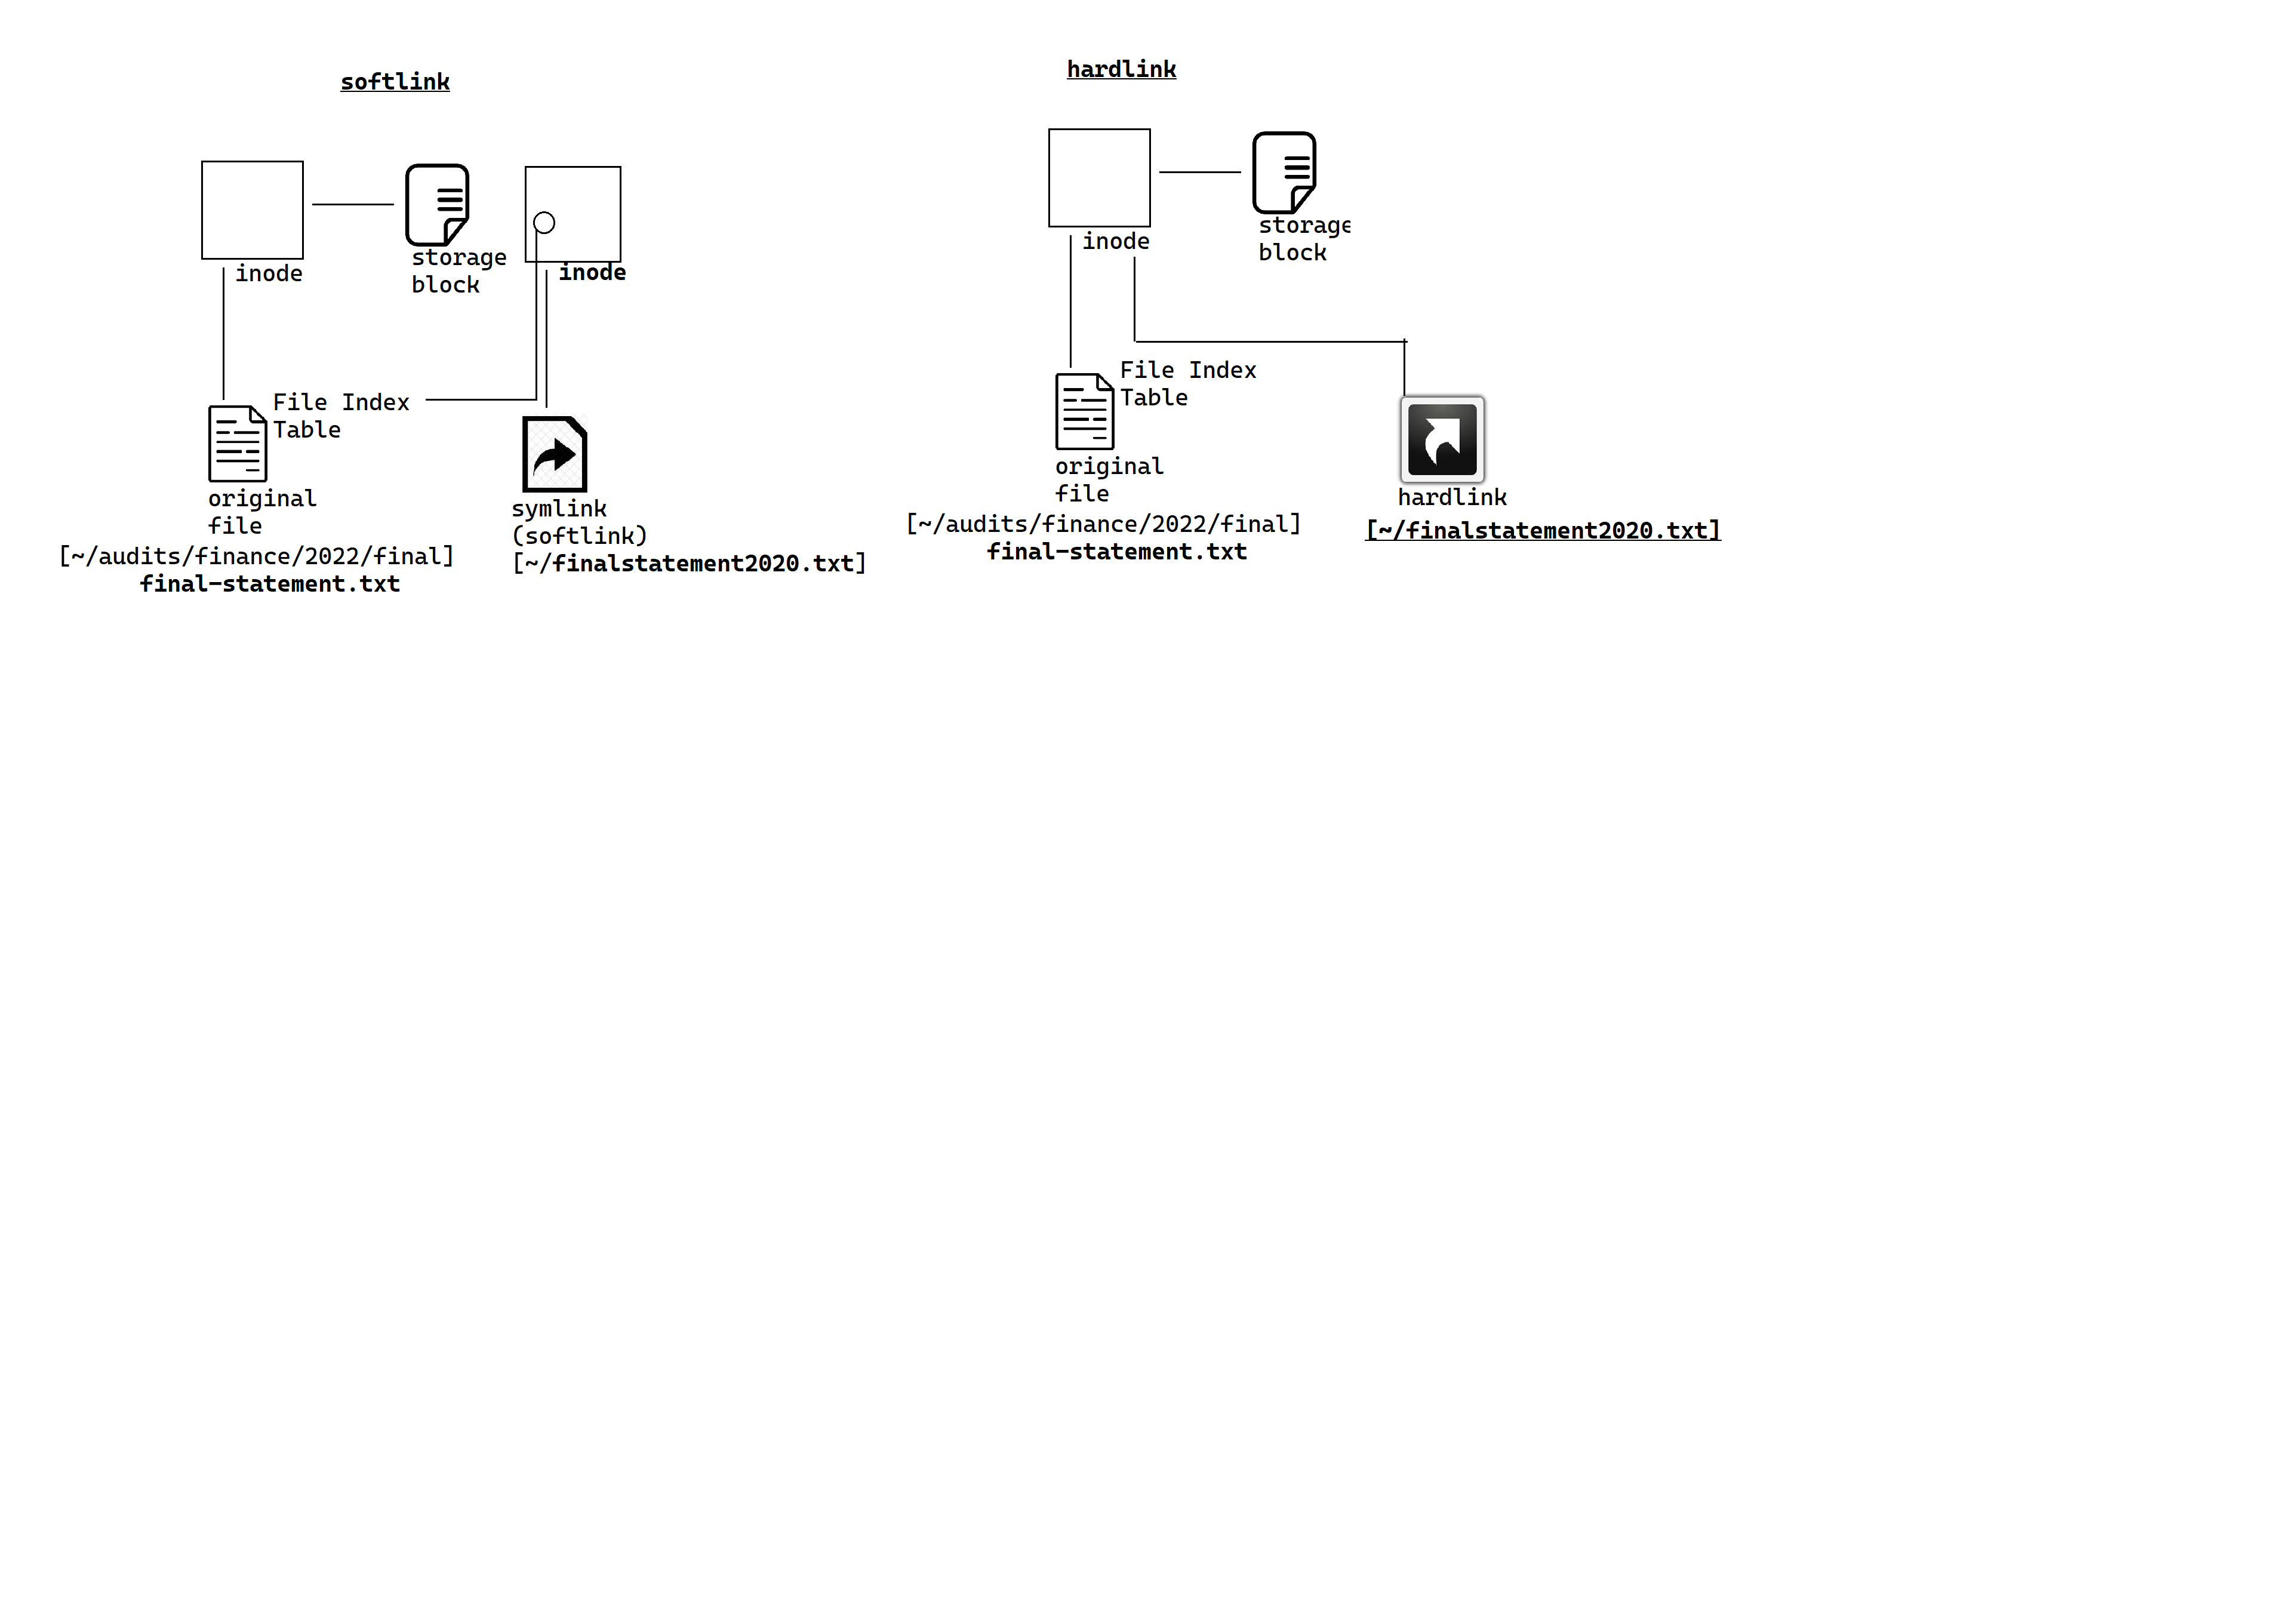 softlink
inode
storage
block
inode
File Index
Table
original
file
[~/audits/finance/2022/final]
final-statement.txt
symlink
(softlink)
[~/finalstatement2020.txt]
hardlink
inode
storage
block
File Index
Table
original
file
[~/audits/finance/2022/final]
final-statement.txt
hardlink
[~/finalstatement2020.txt]